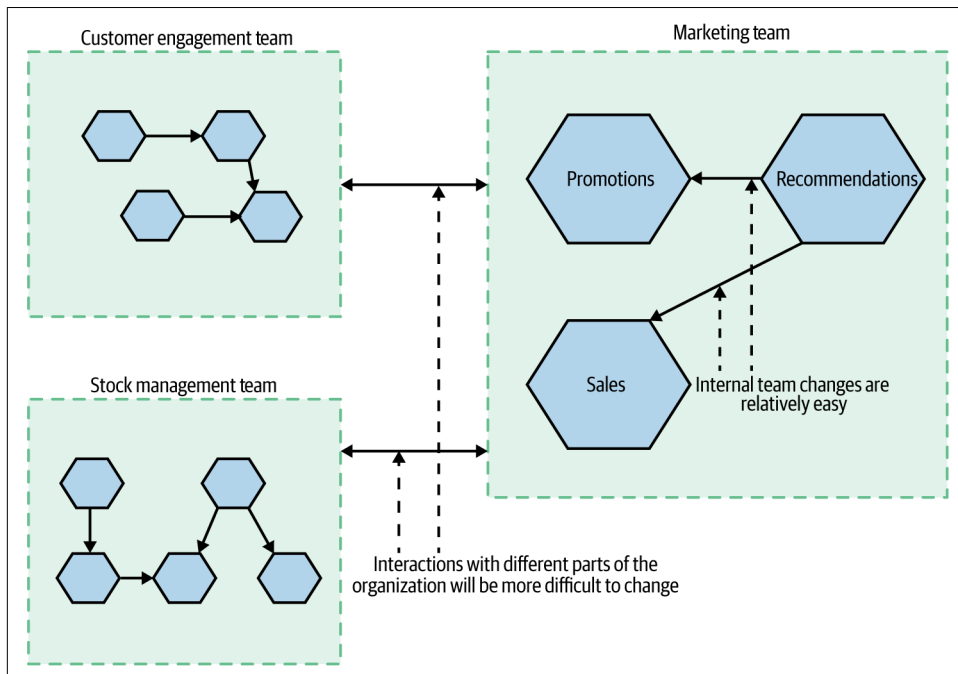 Customer engagement team
Marketing team
Promotions
Recommendations
Sales
Internal team changes are
relatively easy
Stock management team
Interactions with different parts of the
organization will be more difficult to change